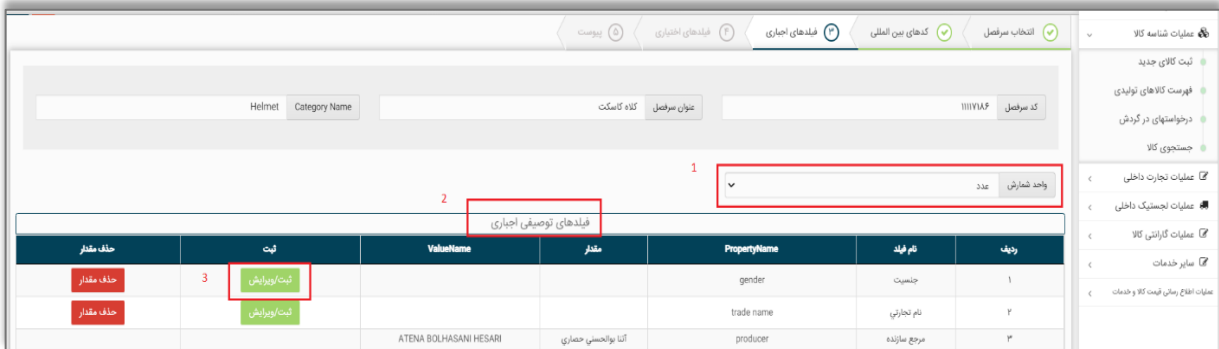 انتخاب سرفصل
کدهای بین المللی
۳ فیلدهای اجباری
۴ فیلدهای اختیاری
۵ پیوست
عملیات شناسه کالا
ثبت کالای جدید
فهرست کالاهای تولیدی
درخواستهای در گردش
جستجوی کالا
عملیات تجارت داخلی
عملیات لجستیک داخلی
عملیات گارانتی کالا
سایر خدمات
عملیات اطلاع رسانی قیمت کالا و خدمات
کد سرفصل ۱۱۱۱۷۱۸۶
عنوان سرفصل کلاه کاسکت
Category Name Helmet
1
واحد شمارش عدد
2
فیلدهای توصیفی اجباری
ردیف نام فیلد PropertyName مقدار ValueName ثبت حذف مقدار
۱ جنسیت gender ثبت/ویرایش 3 حذف مقدار
۲ نام تجارتي trade name ثبت/ویرایش حذف مقدار
۳ مرجع سازنده producer آتنا بوالحسني حصاري ATENA BOLHASANI HESARI